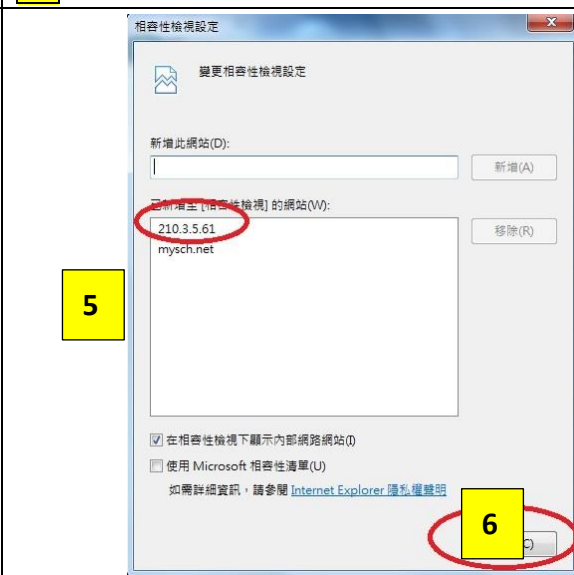 相容性檢視設定
變更相容性檢視設定
新增此網站(D):
新增(A)
已新增至 [相容性檢視] 的網站(W):
210.3.5.61
移除(R)
mysch.net
5
在相容性檢視下顯示內部網路網站(I)
使用 Microsoft 相容性清單(U)
如需詳細資訊，請參閱 Internet Explorer 隱私權聲明
6
C)